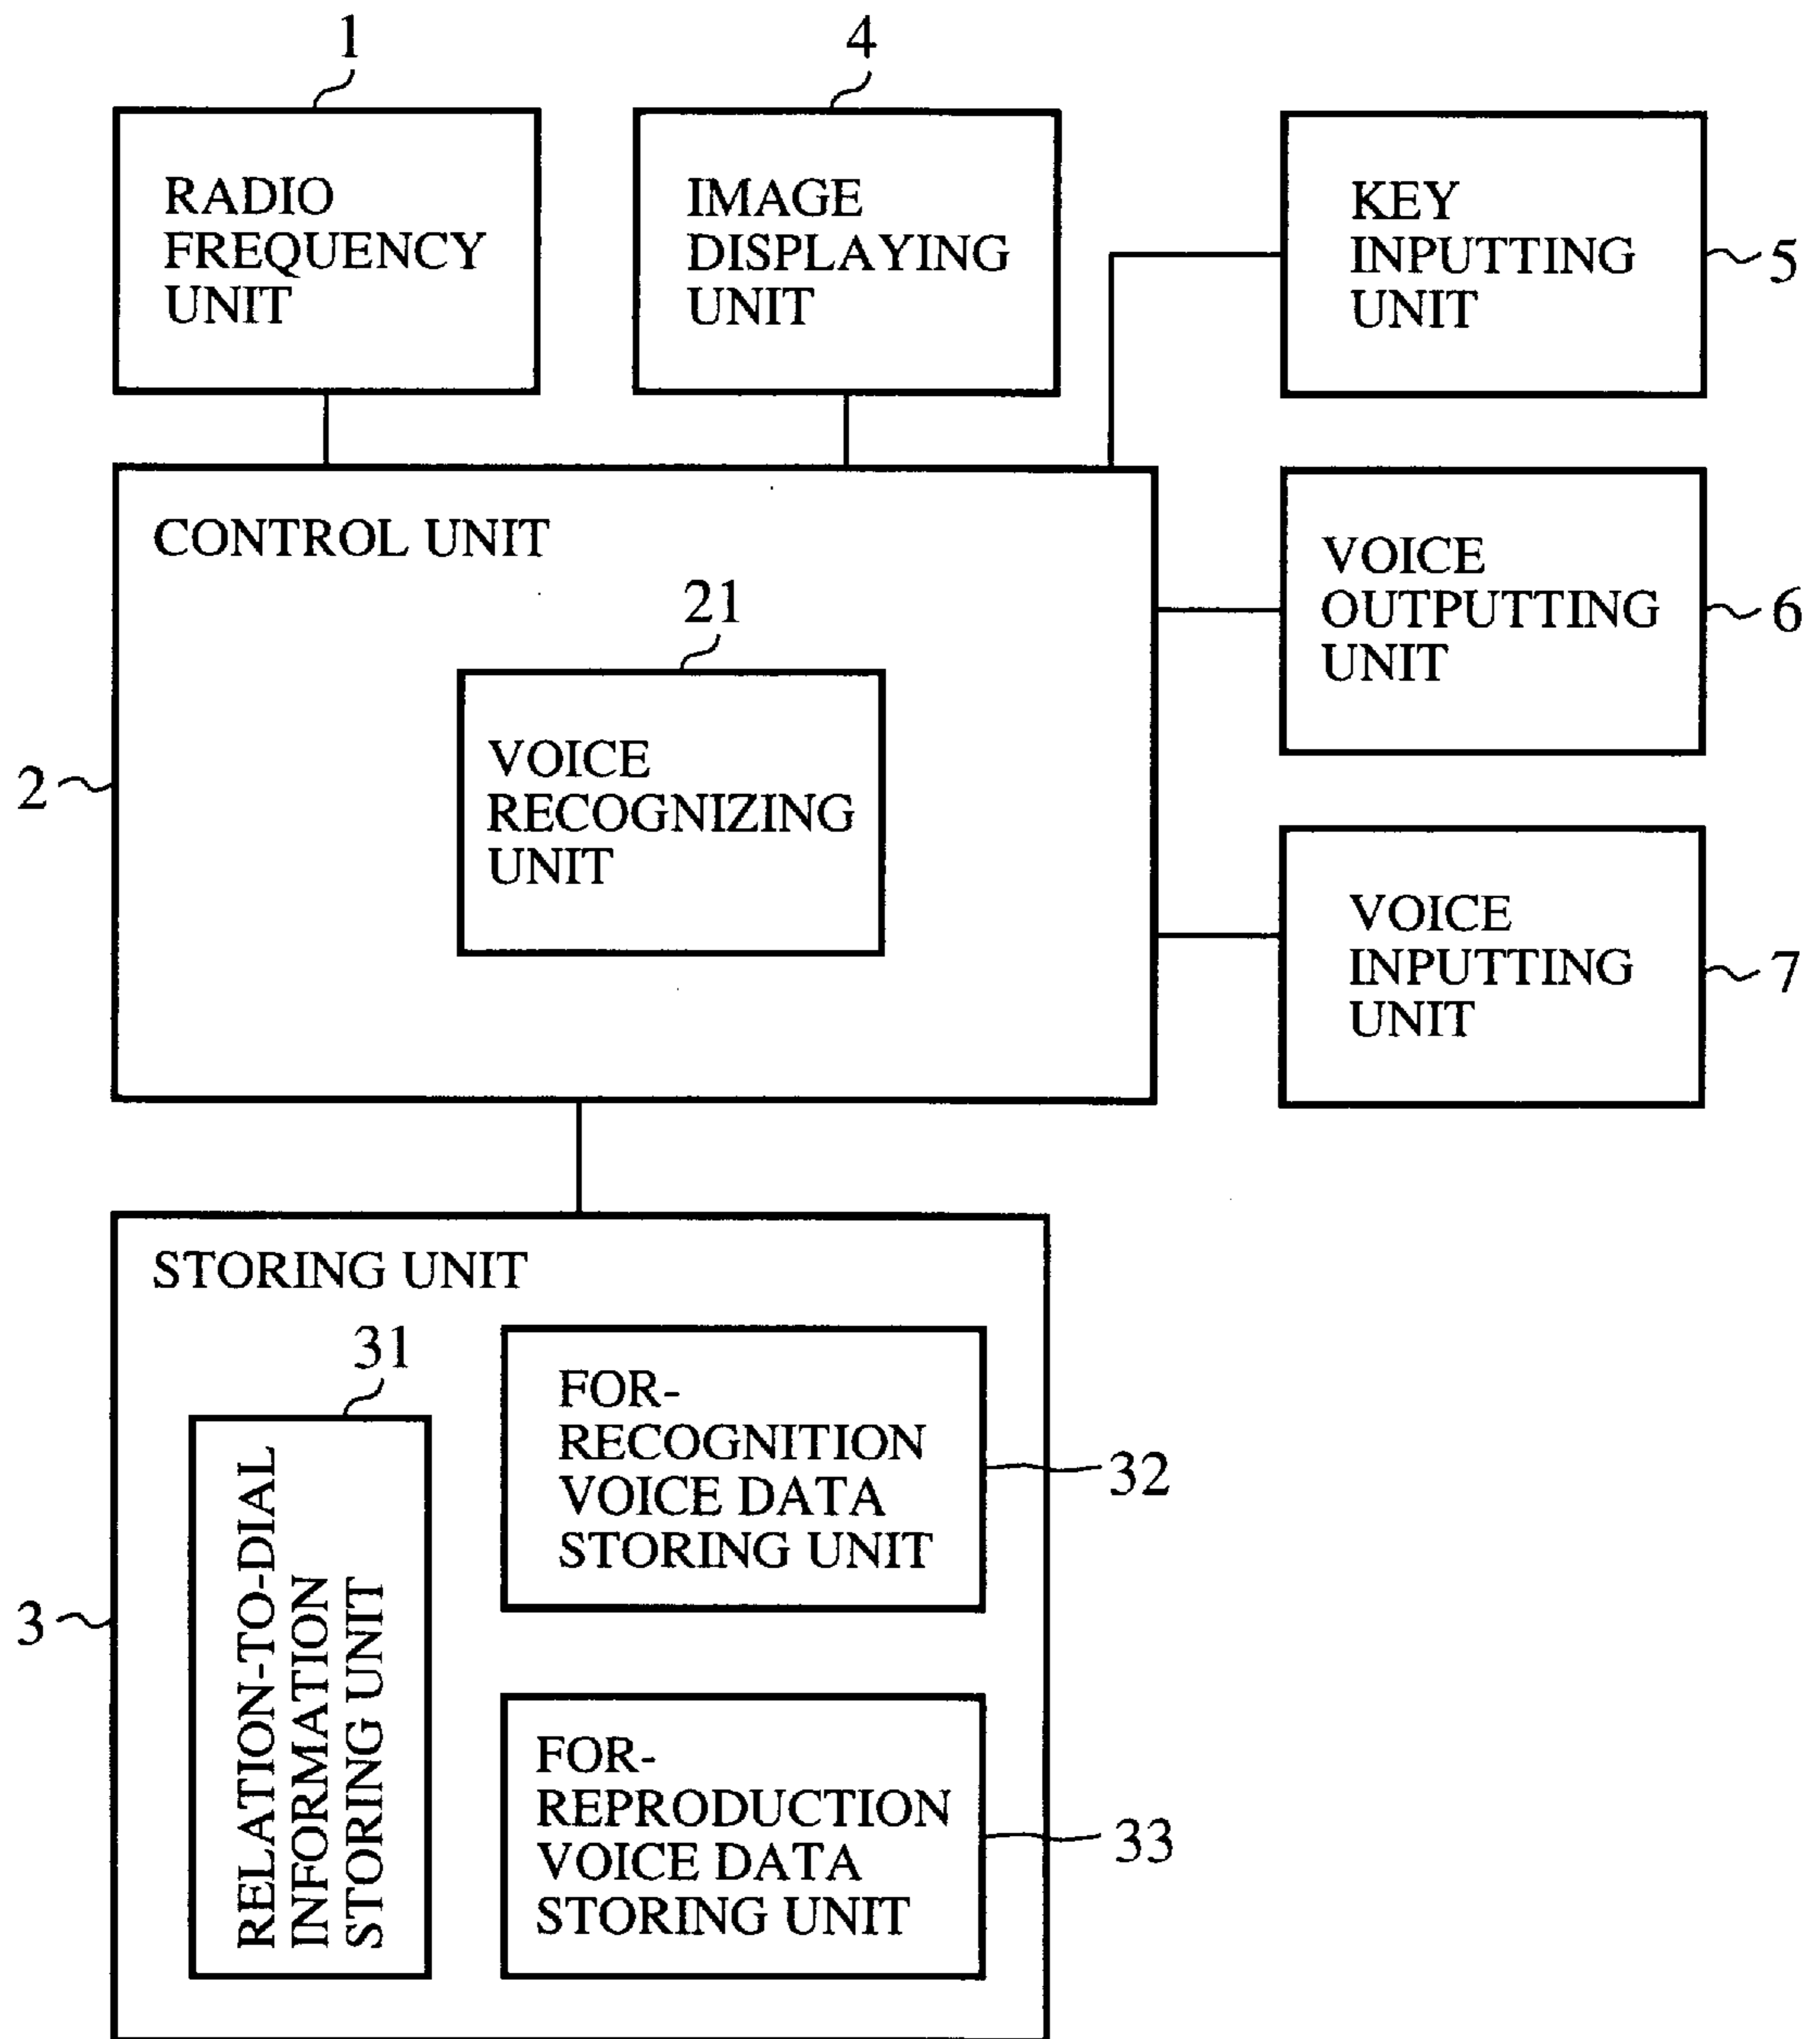 1
4
RADIO
FREQUENCY
UNIT
IMAGE
DISPLAYING
UNIT
KEY
INPUTTING
UNIT
5
CONTROL UNIT
21
VOICE
RECOGNIZING
UNIT
2
VOICE
OUTPUTTING
UNIT
6
VOICE
INPUTTING
UNIT
7
STORING UNIT
31
RELATION-TO-DIAL
INFORMATION
STORING UNIT
3
FOR-
RECOGNITION
VOICE DATA
STORING UNIT
32
FOR-
REPRODUCTION
VOICE DATA
STORING UNIT
33